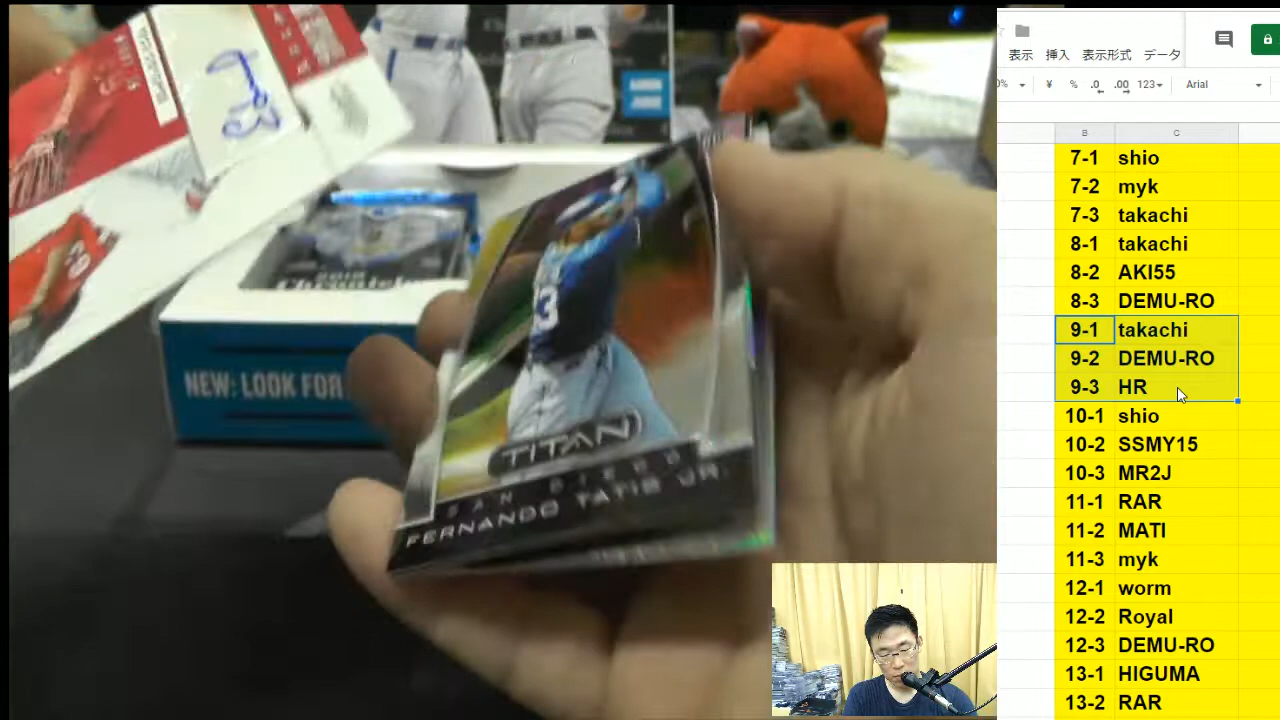 NEW: LOOK FOR
13
TITAN
SAN DIEGO
FERNANDO TATIS JR.
表示 挿入 表示形式 データ
¥ % .0 .00 123 Arial
B C
7-1 shio
7-2 myk
7-3 takachi
8-1 takachi
8-2 AKI55
8-3 DEMU-RO
9-1 takachi
9-2 DEMU-RO
9-3 HR
10-1 shio
10-2 SSMY15
10-3 MR2J
11-1 RAR
11-2 MATI
11-3 myk
12-1 worm
12-2 Royal
12-3 DEMU-RO
13-1 HIGUMA
13-2 RAR